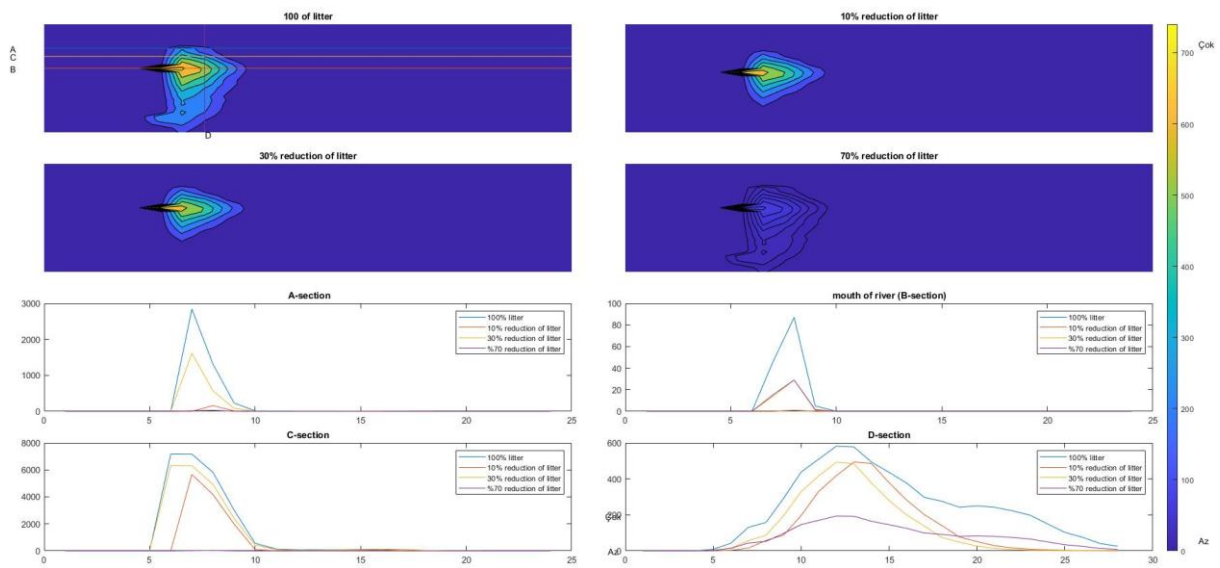 100 of litter
A
C
B
D
10% reduction of litter
30% reduction of litter
70% reduction of litter
700
600
500
400
300
200
100
0
Çok
Az
A-section
3000
2000
1000
0
0 5 10 15 20 25
100% litter
10% reduction of litter
30% reduction of litter
%70 reduction of litter
mouth of river (B-section)
100
80
60
40
20
0
0 5 10 15 20 25
100% litter
10% reduction of litter
30% reduction of litter
%70 reduction of litter
C-section
8000
6000
4000
2000
0
0 5 10 15 20 25
100% litter
10% reduction of litter
30% reduction of litter
%70 reduction of litter
D-section
600
400
200
0
Çok
Az
0 5 10 15 20 25 30
100% litter
10% reduction of litter
30% reduction of litter
%70 reduction of litter